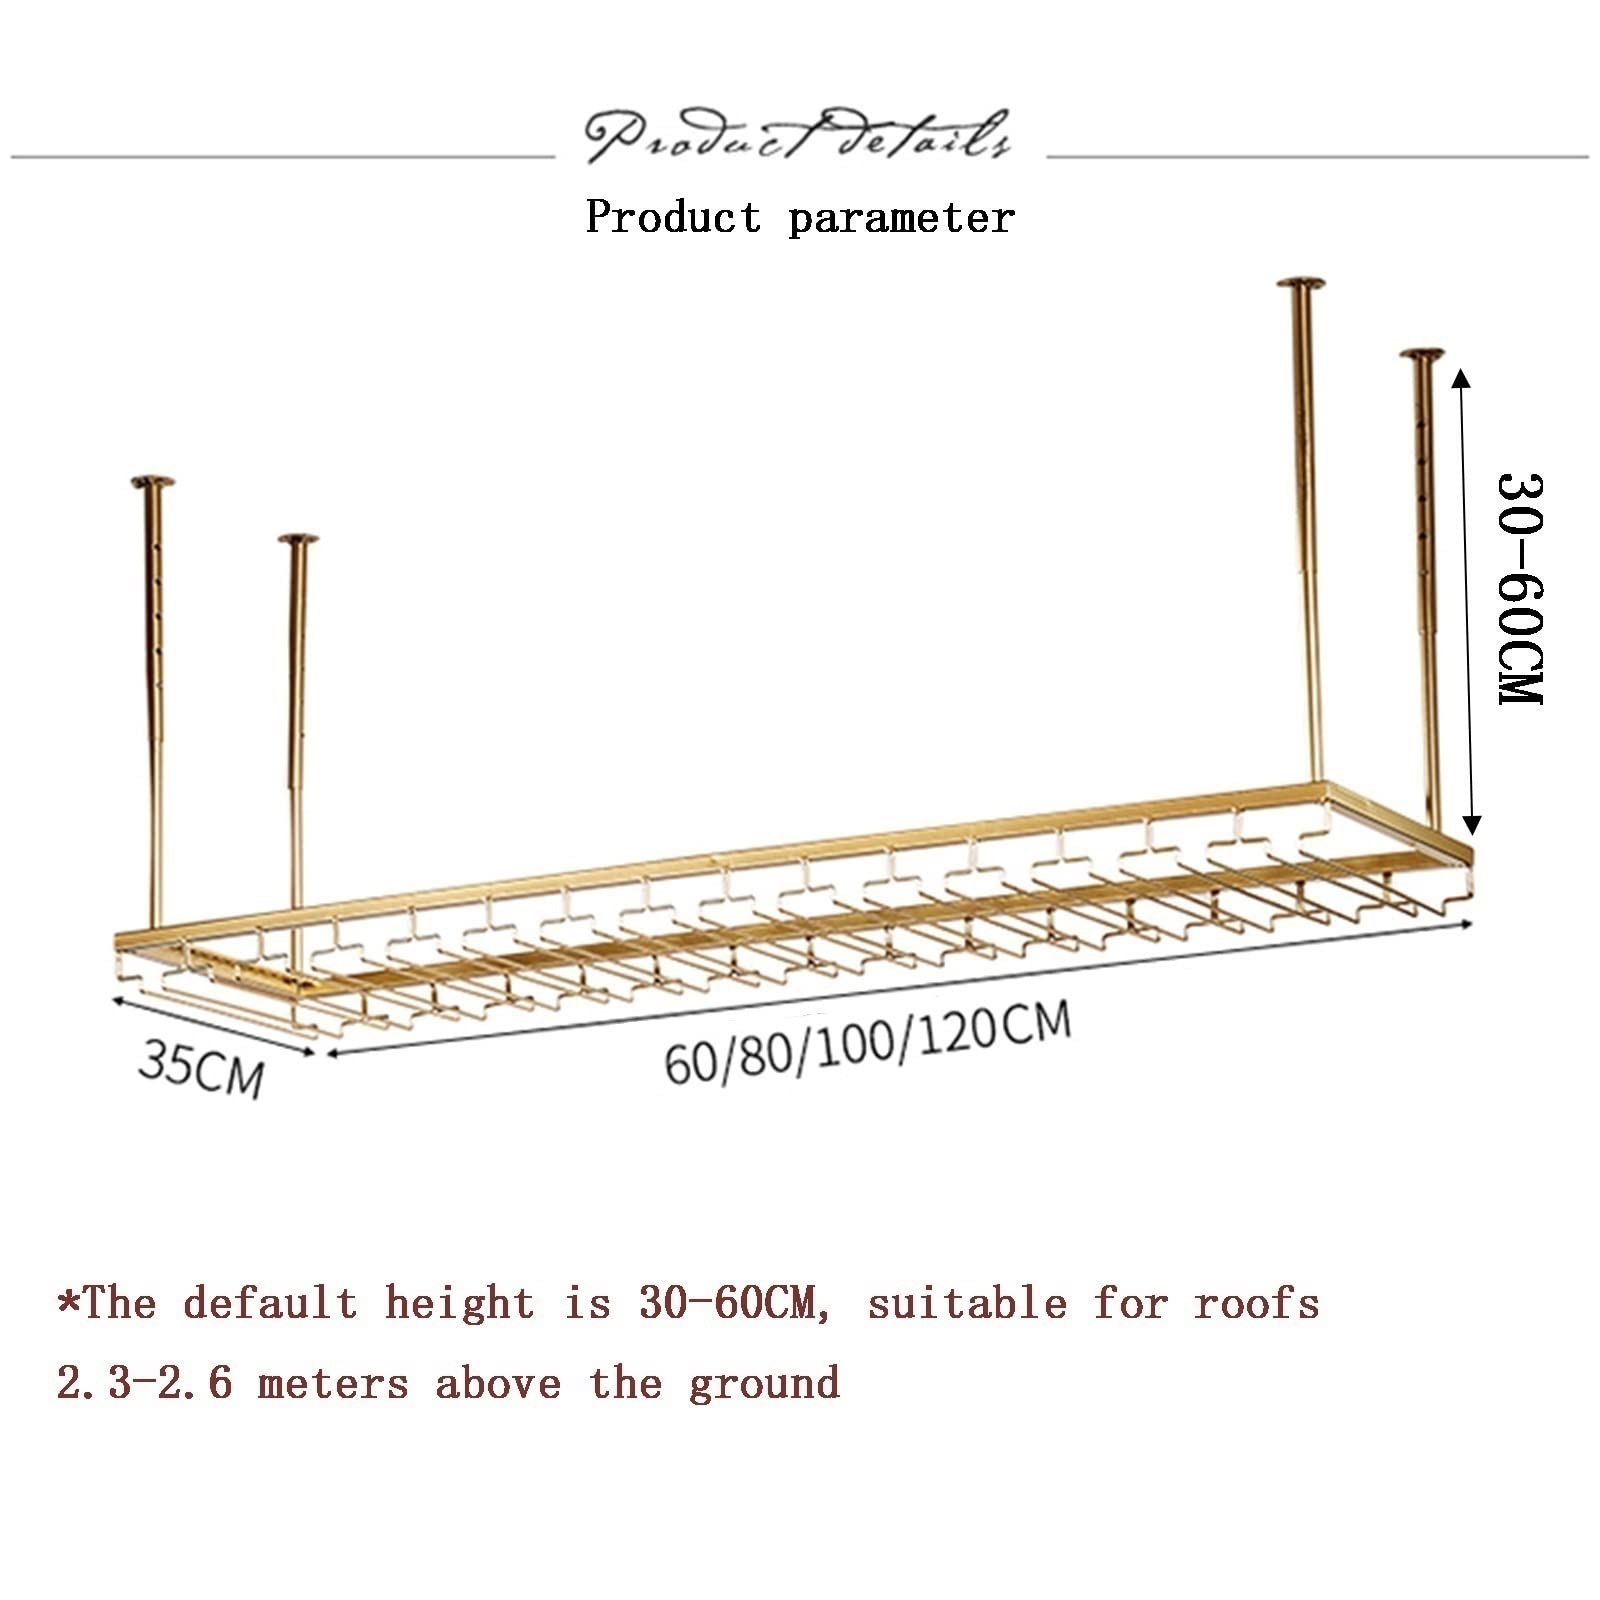 Product details
Product parameter
30-60CM
35CM
60/80/100/120CM
*The default height is 30-60CM, suitable for roofs
2.3-2.6 meters above the ground